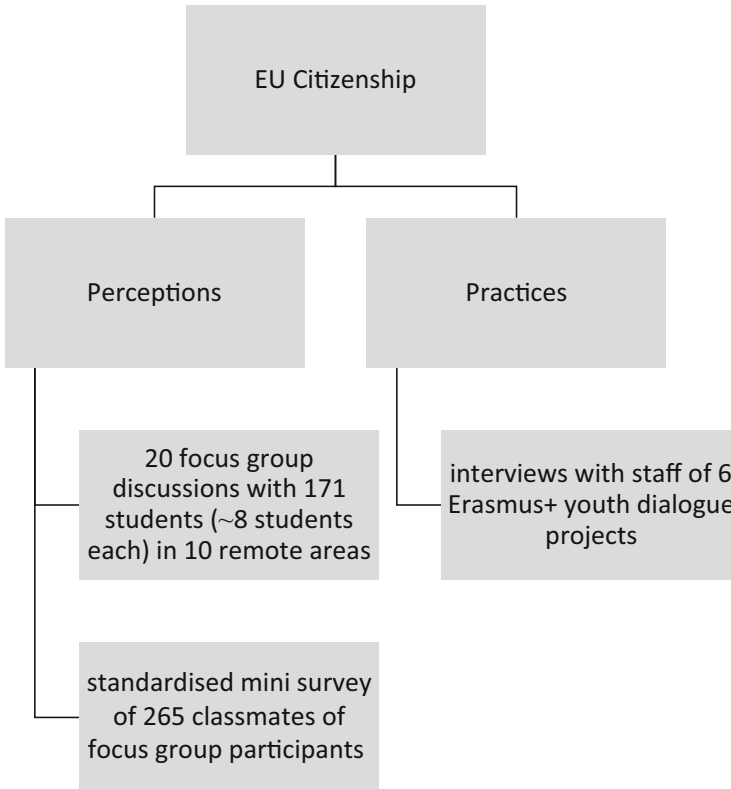 EU Citizenship
Perceptions
Practices
20 focus group
discussions with 171
students (~8 students
each) in 10 remote areas
interviews with staff of 6
Erasmus+ youth dialogue
projects
standardised mini survey
of 265 classmates of
focus group participants